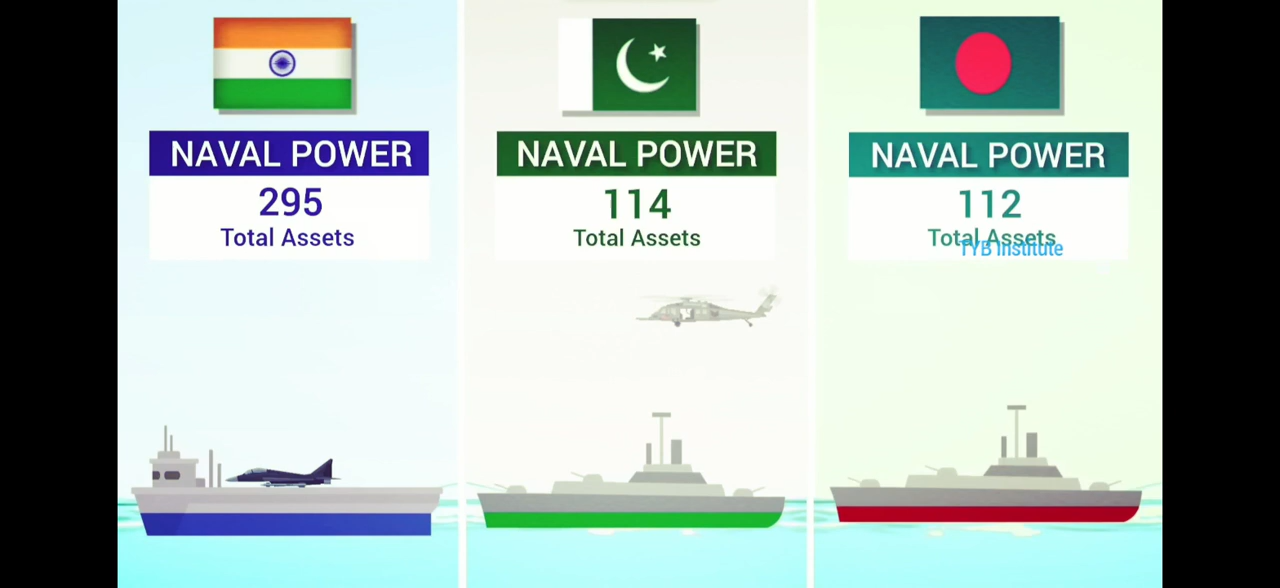 NAVAL POWER
295
Total Assets
NAVAL POWER
114
Total Assets
NAVAL POWER
112
Total Assets
TYB Institute